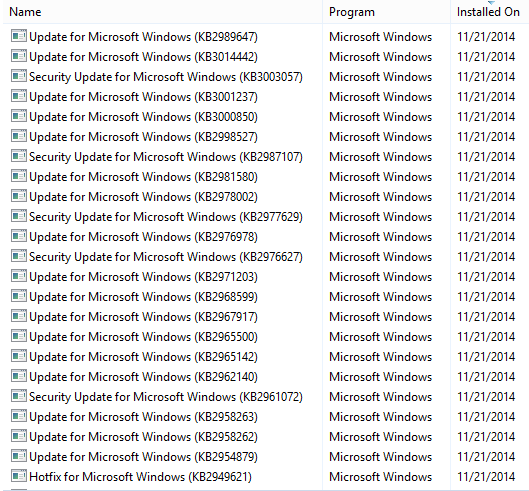 Name Program Installed On
Update for Microsoft Windows (KB2989647) Microsoft Windows 11/21/2014
Update for Microsoft Windows (KB3014442) Microsoft Windows 11/21/2014
Security Update for Microsoft Windows (KB3003057) Microsoft Windows 11/21/2014
Update for Microsoft Windows (KB3001237) Microsoft Windows 11/21/2014
Update for Microsoft Windows (KB3000850) Microsoft Windows 11/21/2014
Update for Microsoft Windows (KB2998527) Microsoft Windows 11/21/2014
Security Update for Microsoft Windows (KB2987107) Microsoft Windows 11/21/2014
Update for Microsoft Windows (KB2981580) Microsoft Windows 11/21/2014
Update for Microsoft Windows (KB2978002) Microsoft Windows 11/21/2014
Security Update for Microsoft Windows (KB2977629) Microsoft Windows 11/21/2014
Update for Microsoft Windows (KB2976978) Microsoft Windows 11/21/2014
Security Update for Microsoft Windows (KB2976627) Microsoft Windows 11/21/2014
Update for Microsoft Windows (KB2971203) Microsoft Windows 11/21/2014
Update for Microsoft Windows (KB2968599) Microsoft Windows 11/21/2014
Update for Microsoft Windows (KB2967917) Microsoft Windows 11/21/2014
Update for Microsoft Windows (KB2965500) Microsoft Windows 11/21/2014
Update for Microsoft Windows (KB2965142) Microsoft Windows 11/21/2014
Update for Microsoft Windows (KB2962140) Microsoft Windows 11/21/2014
Security Update for Microsoft Windows (KB2961072) Microsoft Windows 11/21/2014
Update for Microsoft Windows (KB2958263) Microsoft Windows 11/21/2014
Update for Microsoft Windows (KB2958262) Microsoft Windows 11/21/2014
Update for Microsoft Windows (KB2954879) Microsoft Windows 11/21/2014
Hotfix for Microsoft Windows (KB2949621) Microsoft Windows 11/21/2014